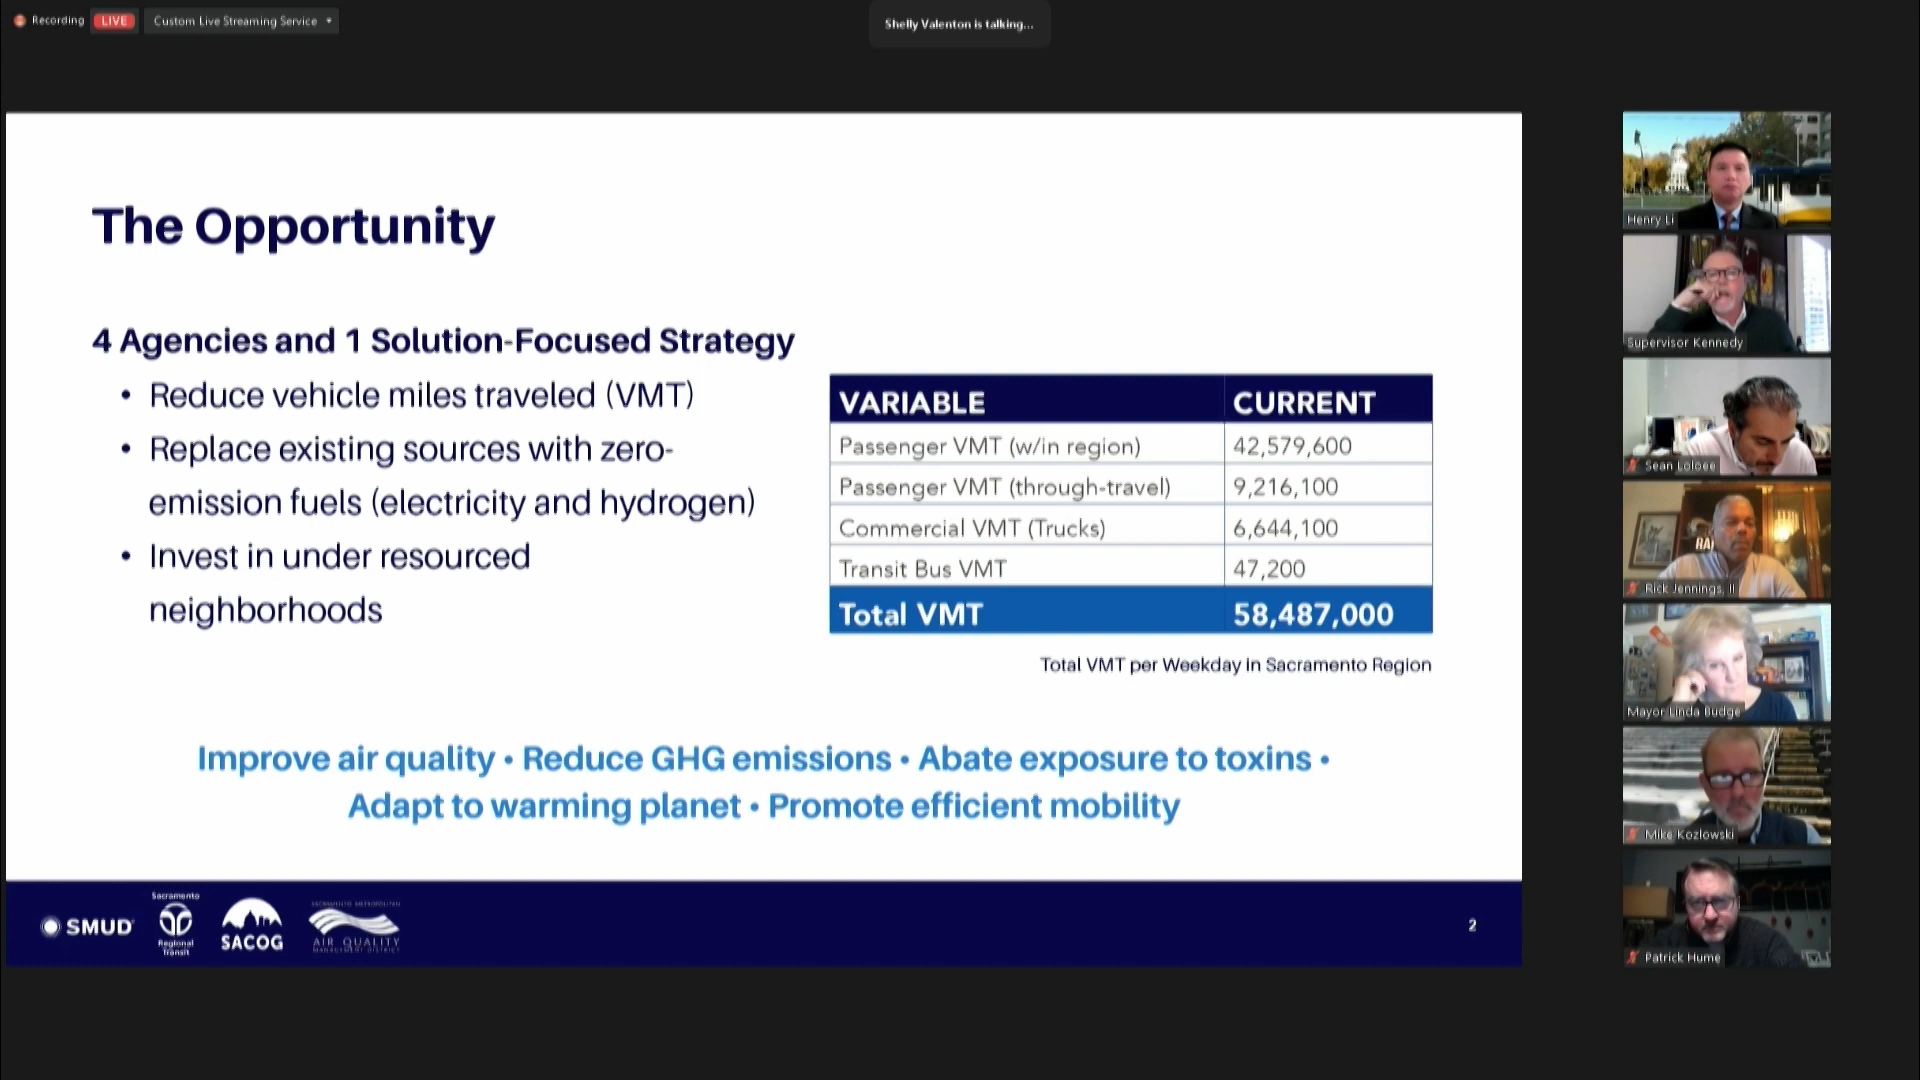 Recording LIVE Custom Live Streaming Service
Shelly Valenton is talking...
The Opportunity
4 Agencies and 1 Solution-Focused Strategy
• Reduce vehicle miles traveled (VMT)
• Replace existing sources with zero-
emission fuels (electricity and hydrogen)
• Invest in under resourced
neighborhoods
VARIABLE CURRENT
Passenger VMT (w/in region) 42,579,600
Passenger VMT (through-travel) 9,216,100
Commercial VMT (Trucks) 6,644,100
Transit Bus VMT 47,200
Total VMT 58,487,000
Total VMT per Weekday in Sacramento Region
Improve air quality • Reduce GHG emissions • Abate exposure to toxins •
Adapt to warming planet • Promote efficient mobility
SMUD
Sacramento
Regional
Transit
SACOG
SACRAMENTO METROPOLITAN
AIR QUALITY
MANAGEMENT DISTRICT
2
Henry Li
Supervisor Kennedy
Sean Loloee
RAI
Rick Jennings, II
Mayor Linda Budge
Mike Kozlowski
Patrick Hume